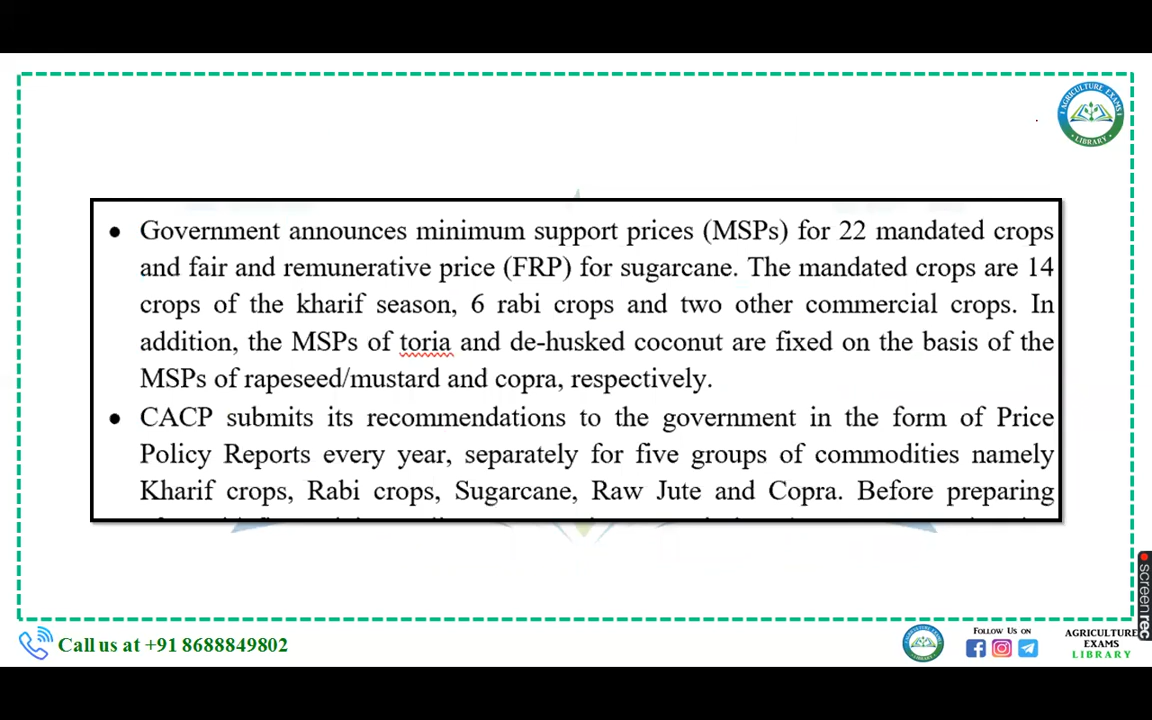 AGRICULTURE EXAMS
LIBRARY
● Government announces minimum support prices (MSPs) for 22 mandated crops
and fair and remunerative price (FRP) for sugarcane. The mandated crops are 14
crops of the kharif season, 6 rabi crops and two other commercial crops. In
addition, the MSPs of toria and de-husked coconut are fixed on the basis of the
MSPs of rapeseed/mustard and copra, respectively.
● CACP submits its recommendations to the government in the form of Price
Policy Reports every year, separately for five groups of commodities namely
Kharif crops, Rabi crops, Sugarcane, Raw Jute and Copra. Before preparing
screenrec
Call us at +91 8688849802
FOLLOW US ON
AGRICULTURE
EXAMS
LIBRARY